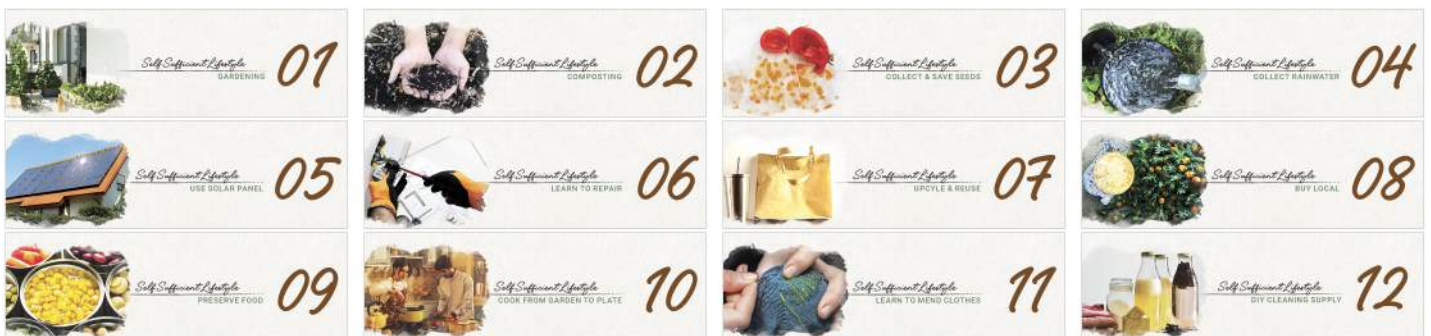 Self Sufficient Lifestyle
GARDENING
01
Self Sufficient Lifestyle
COMPOSTING
02
Self Sufficient Lifestyle
COLLECT & SAVE SEEDS
03
Self Sufficient Lifestyle
COLLECT RAINWATER
04
Self Sufficient Lifestyle
USE SOLAR PANEL
05
Self Sufficient Lifestyle
LEARN TO REPAIR
06
Self Sufficient Lifestyle
UPCYLE & REUSE
07
Self Sufficient Lifestyle
BUY LOCAL
08
Self Sufficient Lifestyle
PRESERVE FOOD
09
Self Sufficient Lifestyle
COOK FROM GARDEN TO PLATE
10
Self Sufficient Lifestyle
LEARN TO MEND CLOTHES
11
Self Sufficient Lifestyle
DIY CLEANING SUPPLY
12